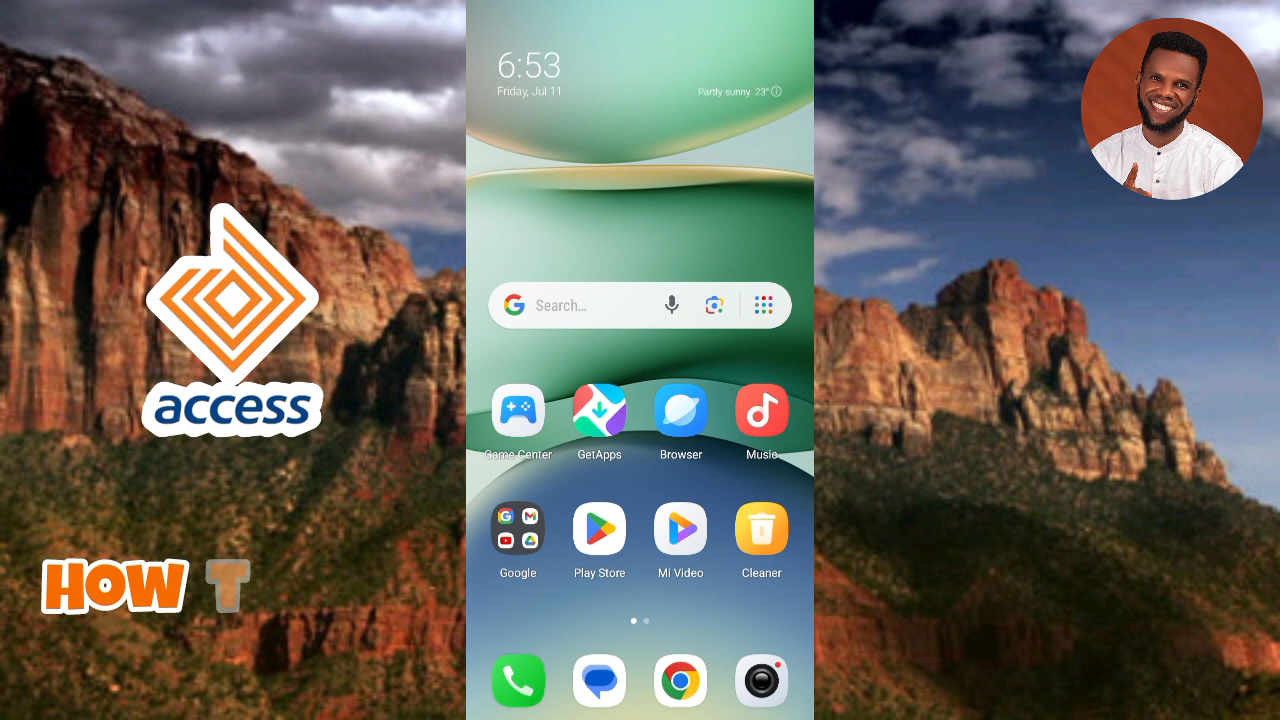 6:53
Friday, Jul 11
Partly sunny 23°
Search...
access
Game Center
GetApps
Browser
Music
Google
Play Store
Mi Video
Cleaner
HOW T